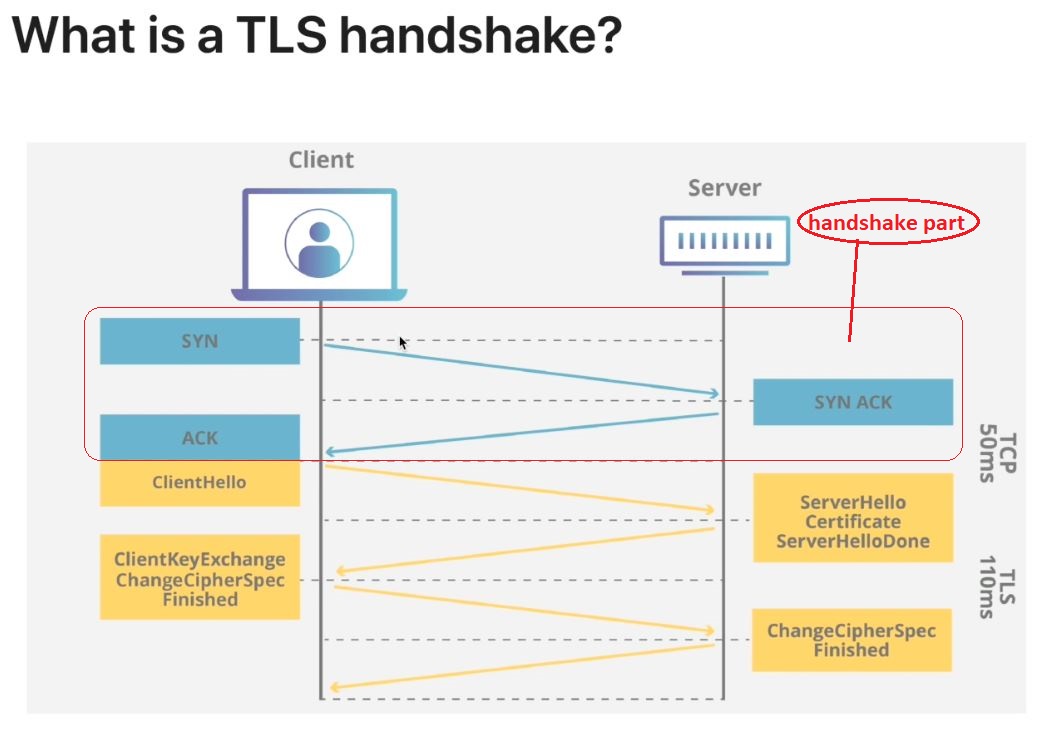 What is a TLS handshake?
Client
Server
handshake part
SYN
SYN ACK
ACK
ClientHello
TCP
50ms
ServerHello
Certificate
ServerHelloDone
ClientKeyExchange
ChangeCipherSpec
Finished
TLS
110ms
ChangeCipherSpec
Finished